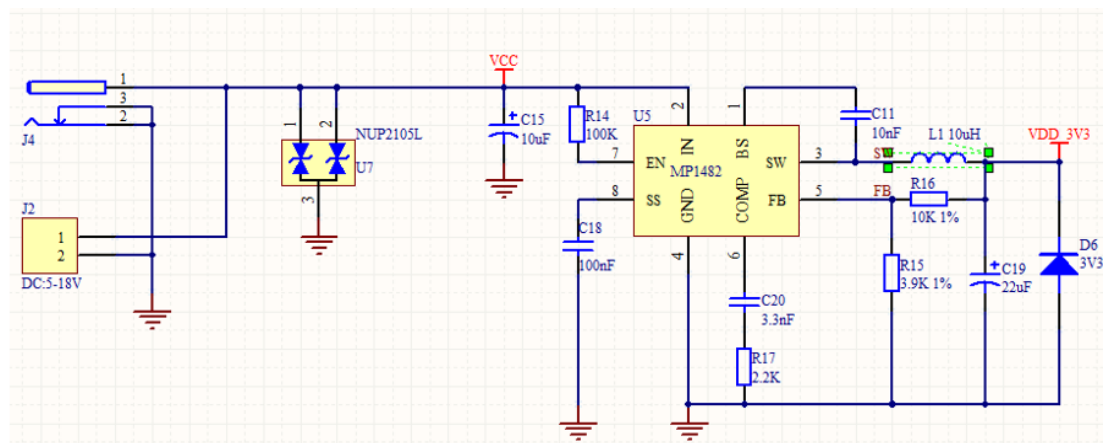 VCC
1
3
2
J4
1
2
NUP2105L
U7
3
C15
10uF
R14
100K
U5
2
1
IN
BS
C11
10nF
L1 10uH
VDD_3V3
7
EN
MP1482
SW
3
SW
8
SS
GND
COMP
FB
5
FB
R16
10K 1%
J2
1
2
DC:5-18V
C18
100nF
4
6
R15
3.9K 1%
C19
22uF
D6
3V3
C20
3.3nF
R17
2.2K